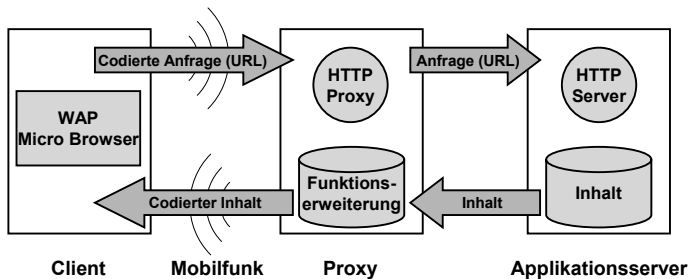 Codierte Anfrage (URL)
Anfrage (URL)
HTTP
Proxy
HTTP
Server
WAP
Micro Browser
Funktions-
erweiterung
Inhalt
Codierter Inhalt
Inhalt
Client
Mobilfunk
Proxy
Applikationsserver